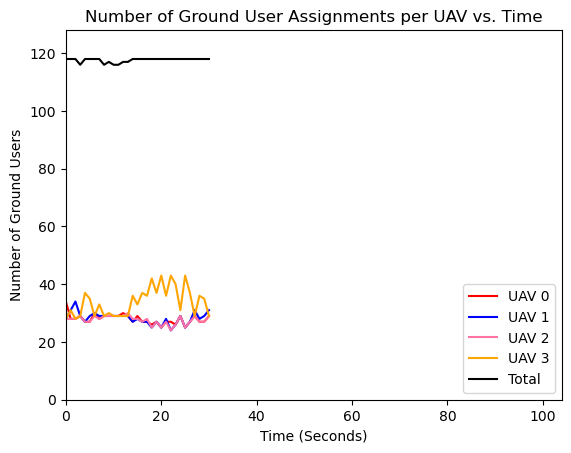 Number of Ground User Assignments per UAV vs. Time
Number of Ground Users
120
100
80
60
40
20
0
0 20 40 60 80 100
Time (Seconds)
UAV 0
UAV 1
UAV 2
UAV 3
Total